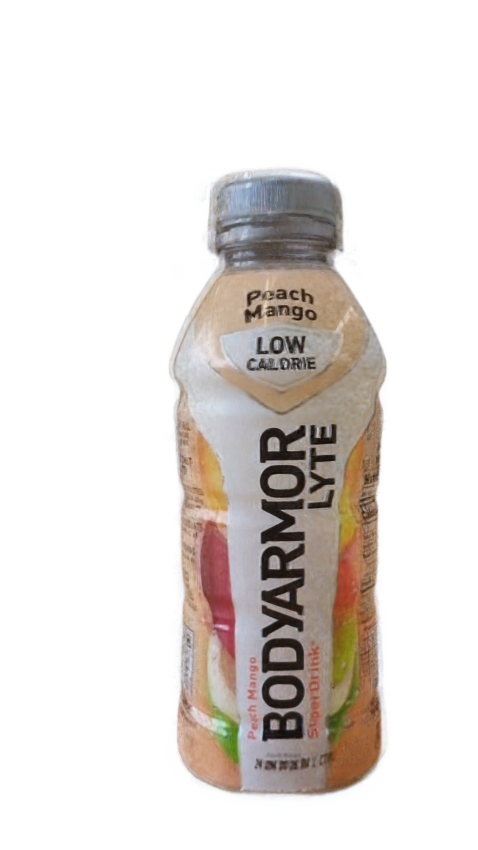 Peach
Mango
LOW
CALORIE
BODYARMOR
LYTE
Peach Mango
SuperDrink